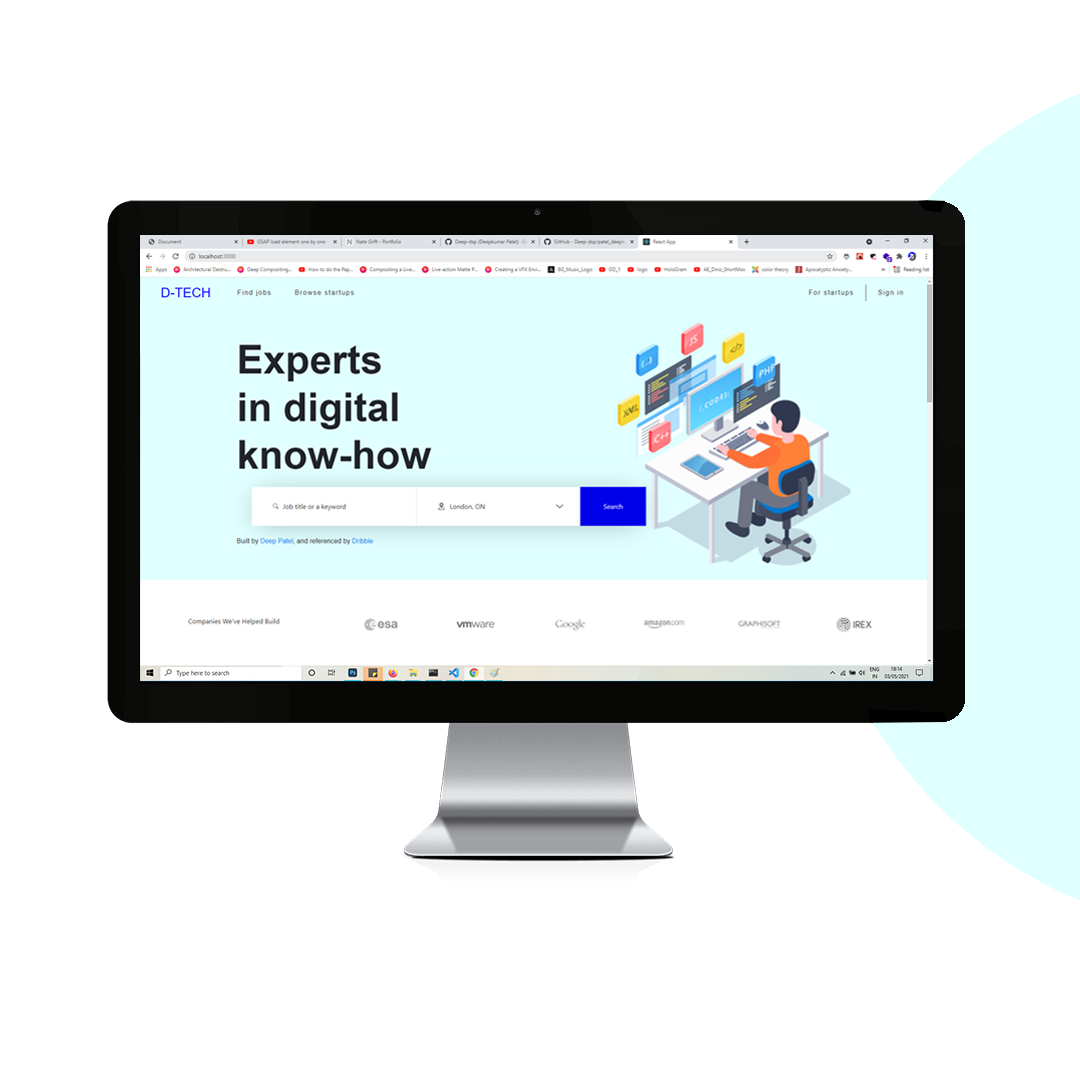 Document
GSAP load element one by one
Nate Grift - Portfolio
Deep-dsp (Deepkumar Patel)
GitHub - Deep-dsp/patel_deep
React App
localhost:3000
Apps
Architectural Destru...
Deep Compositing...
How to do the Pap...
Compositing a Live...
Live-action Matte P...
Creating a VFX Envi...
BG_Music_Logo
GD_1
logo
HoloGram
AE_Dino_ShortMov
color theory
Apocalyptic Anxiety...
Reading list
D-TECH
Find jobs
Browse startups
For startups
Sign in
Experts
in digital
know-how
{..}
JS
</>
PHP
XML
CODE
C++
Job title or a keyword
London, ON
Search
Built by Deep Patel, and referenced by Dribble
Companies We've Helped Build
esa
vmware
Google
amazon.com
GRAPHISOFT
IREX
Type here to search
Ps
ENG
IN
18:14
03/05/2021